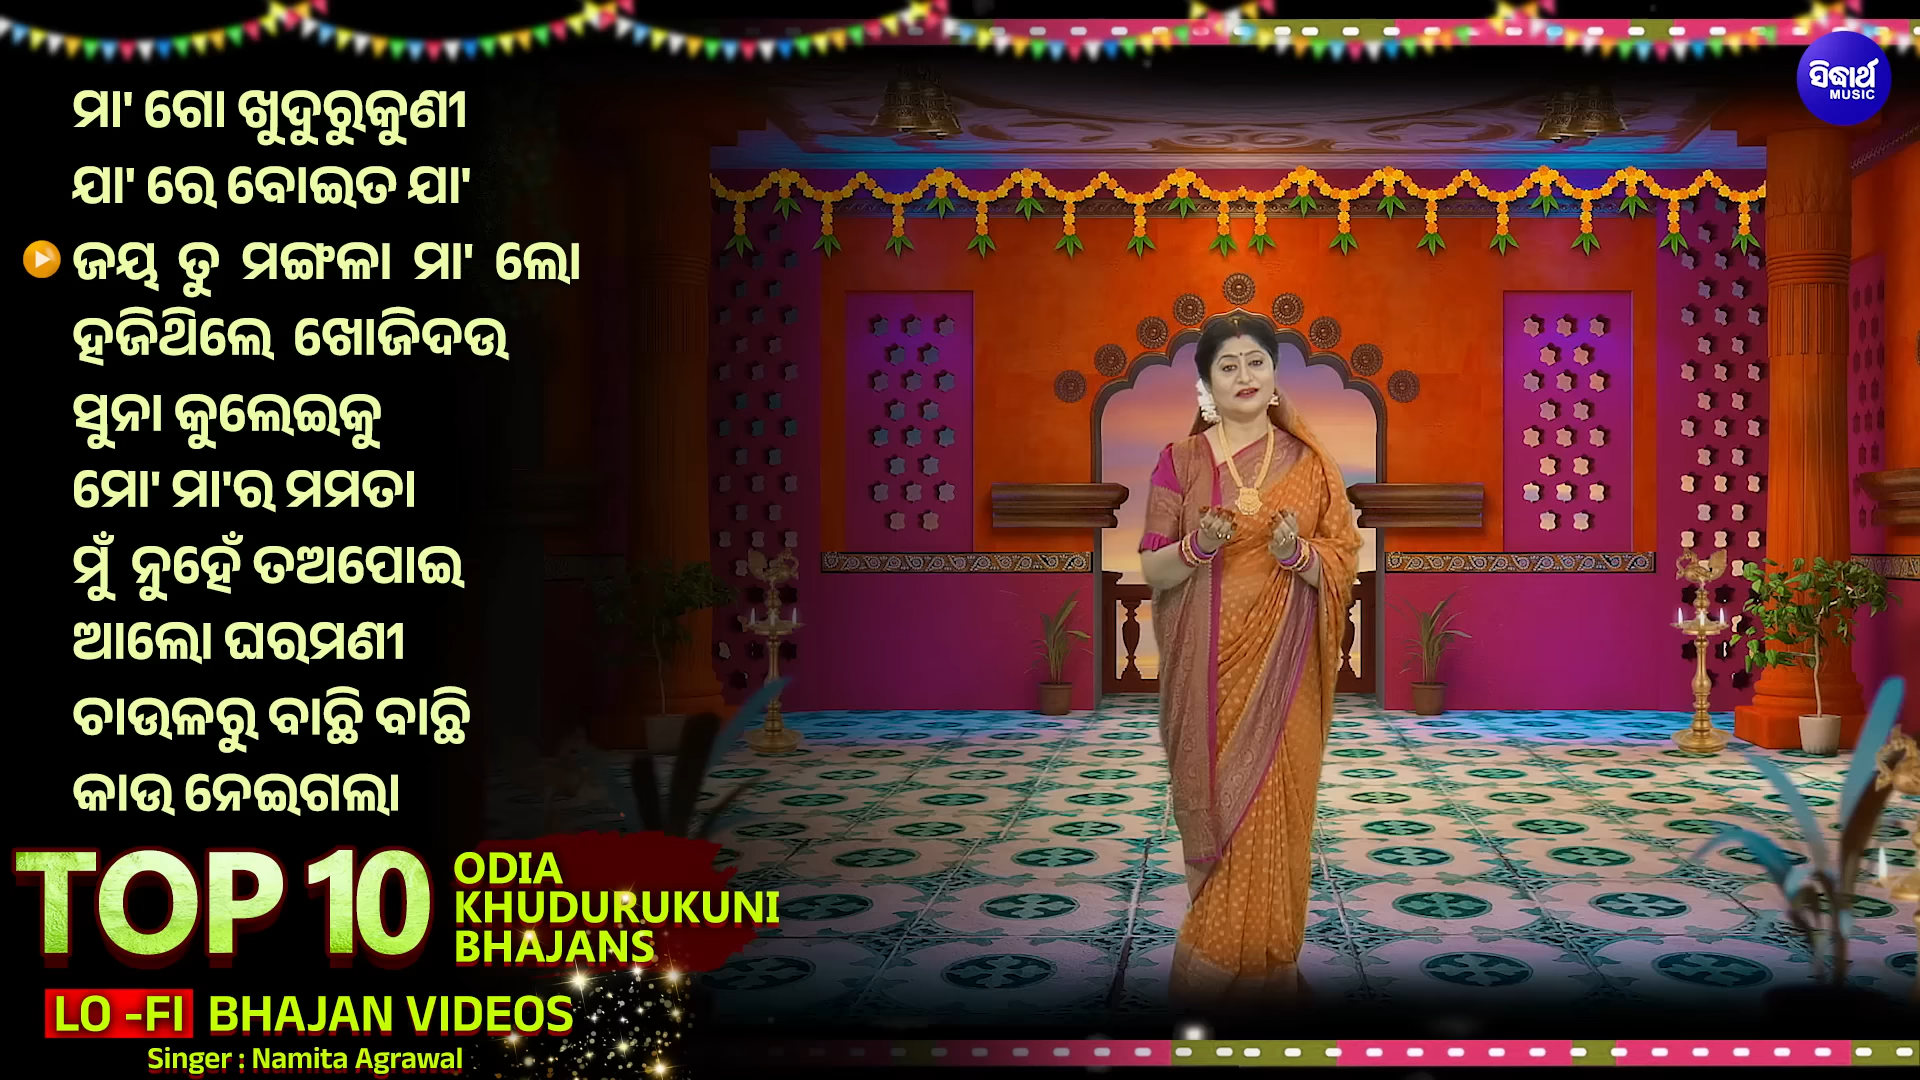 ମା' ଗୋ ଖୁଦୁରୁକୁଣୀ
ଯା' ରେ ବୋଇତ ଯା'
ଜୟ ତୁ ମଙ୍ଗଳା ମା' ଲୋ
ହଜିଥିଲେ ଖୋଜିଦଉ
ସୁନା କୁଲେଇକୁ
ମୋ' ମା'ର ମମତା
ମୁଁ ନୁହେଁ ତଅପୋଇ
ଆଲୋ ଘରମଣୀ
ଚାଉଳରୁ ବାଛି ବାଛି
କାଉ ନେଇଗଲା
TOP 10
ODIA
KHUDURUKUNI
BHAJANS
LO -FI BHAJAN VIDEOS
Singer : Namita Agrawal
ସିଦ୍ଧାର୍ଥ
MUSIC